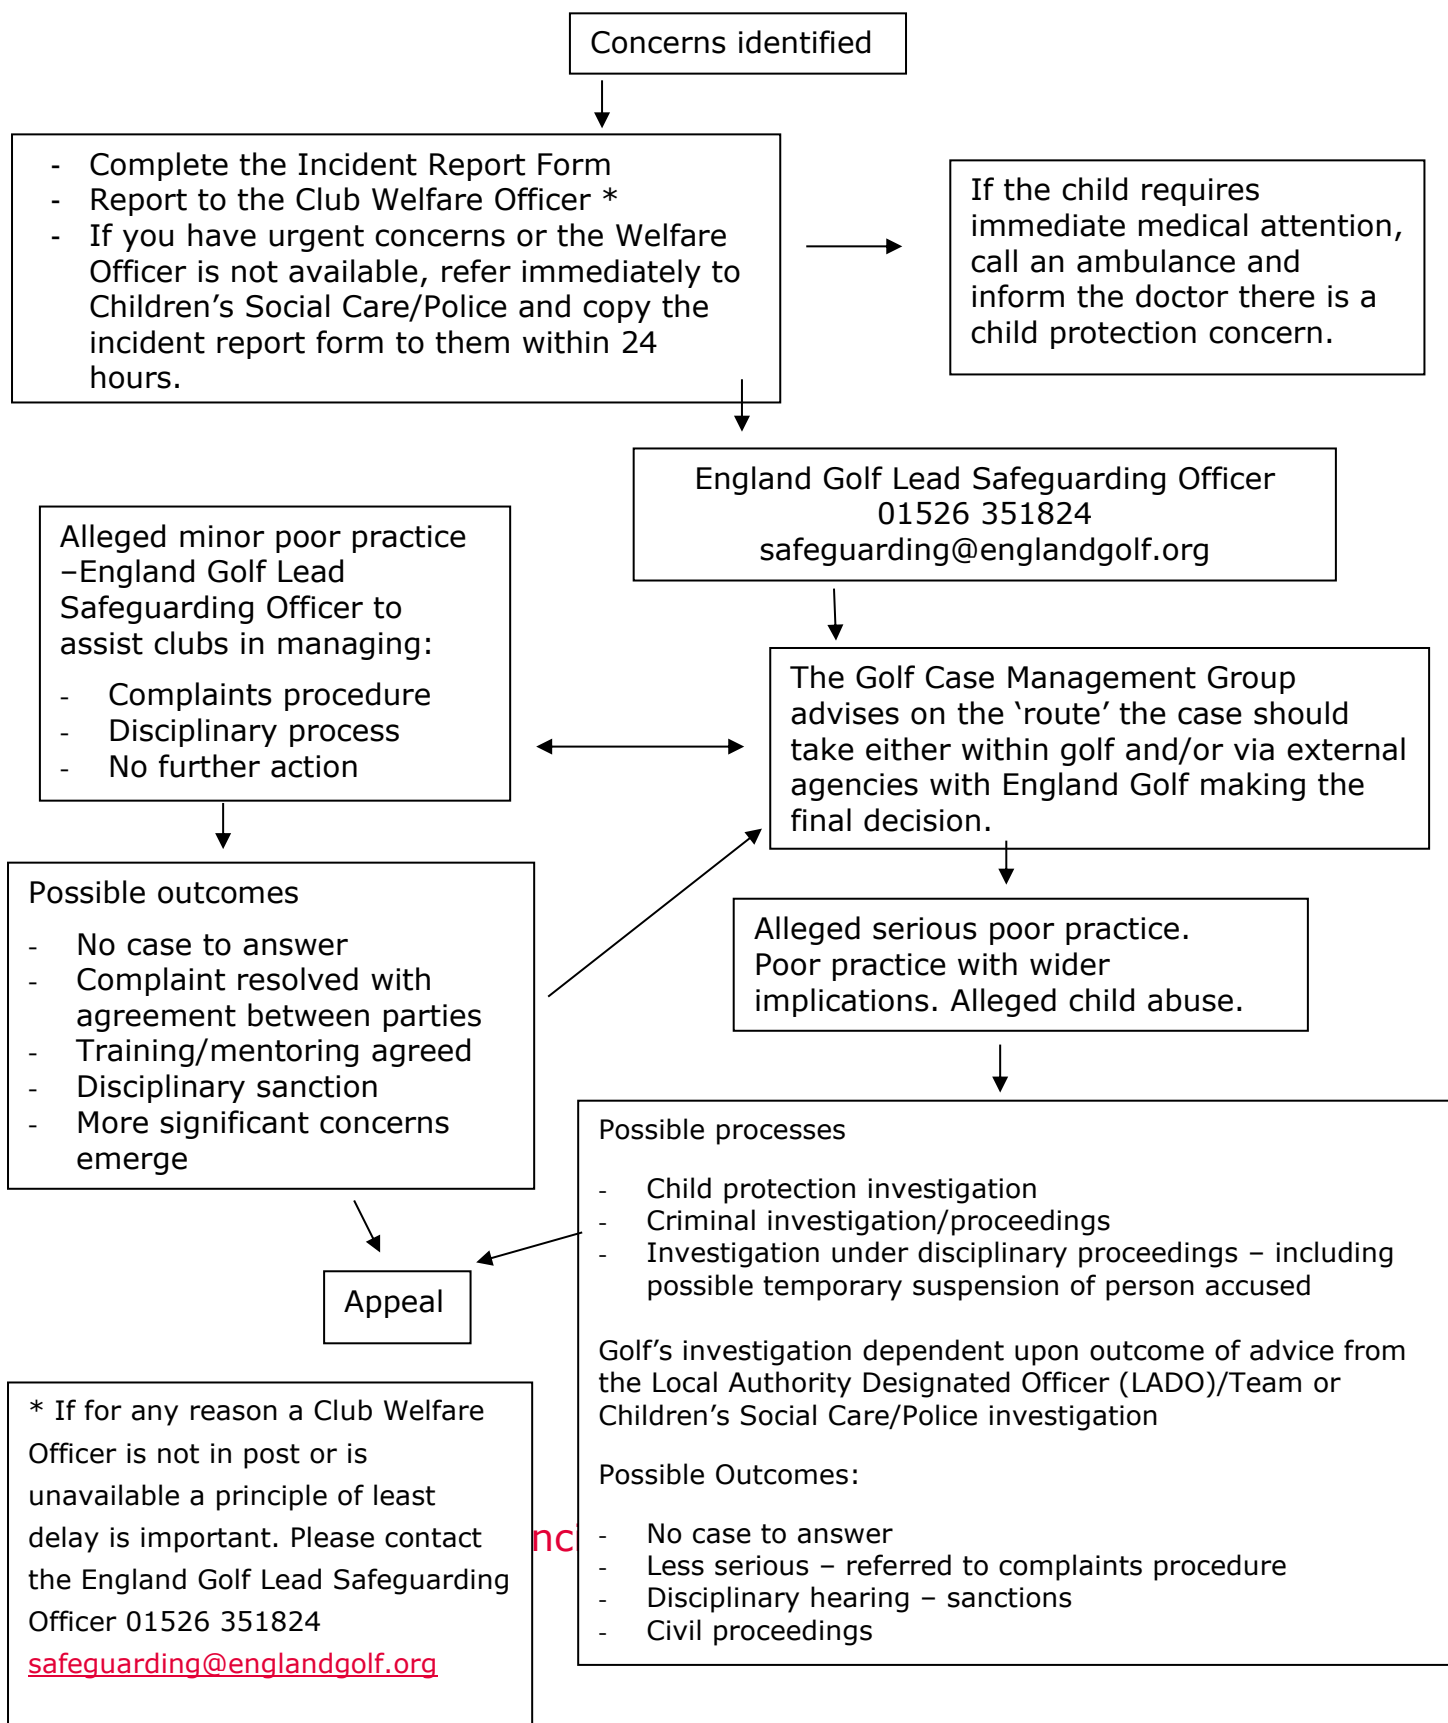 Concerns identified
- Complete the Incident Report Form
- Report to the Club Welfare Officer *
- If you have urgent concerns or the Welfare
Officer is not available, refer immediately to
Children’s Social Care/Police and copy the
incident report form to them within 24
hours.
If the child requires
immediate medical attention,
call an ambulance and
inform the doctor there is a
child protection concern.
England Golf Lead Safeguarding Officer
01526 351824
safeguarding@englandgolf.org
Alleged minor poor practice
–England Golf Lead
Safeguarding Officer to
assist clubs in managing:
- Complaints procedure
- Disciplinary process
- No further action
The Golf Case Management Group
advises on the ‘route’ the case should
take either within golf and/or via external
agencies with England Golf making the
final decision.
Possible outcomes
- No case to answer
- Complaint resolved with
agreement between parties
- Training/mentoring agreed
- Disciplinary sanction
- More significant concerns
emerge
Alleged serious poor practice.
Poor practice with wider
implications. Alleged child abuse.
Possible processes
- Child protection investigation
- Criminal investigation/proceedings
- Investigation under disciplinary proceedings – including
possible temporary suspension of person accused
Golf’s investigation dependent upon outcome of advice from
the Local Authority Designated Officer (LADO)/Team or
Children’s Social Care/Police investigation
Possible Outcomes:
- No case to answer
- Less serious – referred to complaints procedure
- Disciplinary hearing – sanctions
- Civil proceedings
Appeal
* If for any reason a Club Welfare
Officer is not in post or is
unavailable a principle of least
delay is important. Please contact
the England Golf Lead Safeguarding
Officer 01526 351824
safeguarding@englandgolf.org